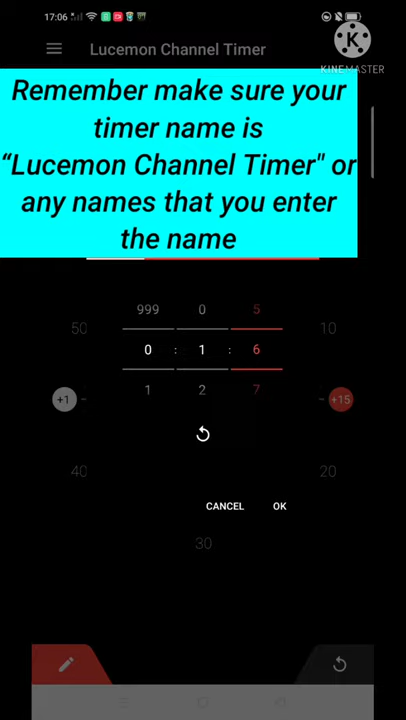 17:06
Lucemon Channel Timer
K
KINEMASTER
Remember make sure your
timer name is
“Lucemon Channel Timer" or
any names that you enter
the name
999 0 5
50 10
0 : 1 : 6
1 2 7
+1 +15
40 20
CANCEL OK
30